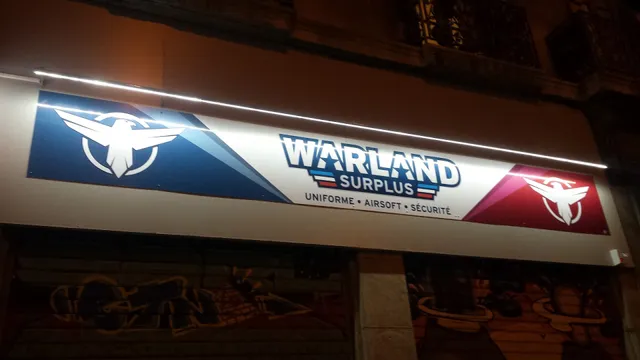 WARLAND
SURPLUS
UNIFORME • AIRSOFT • SÉCURITÉ